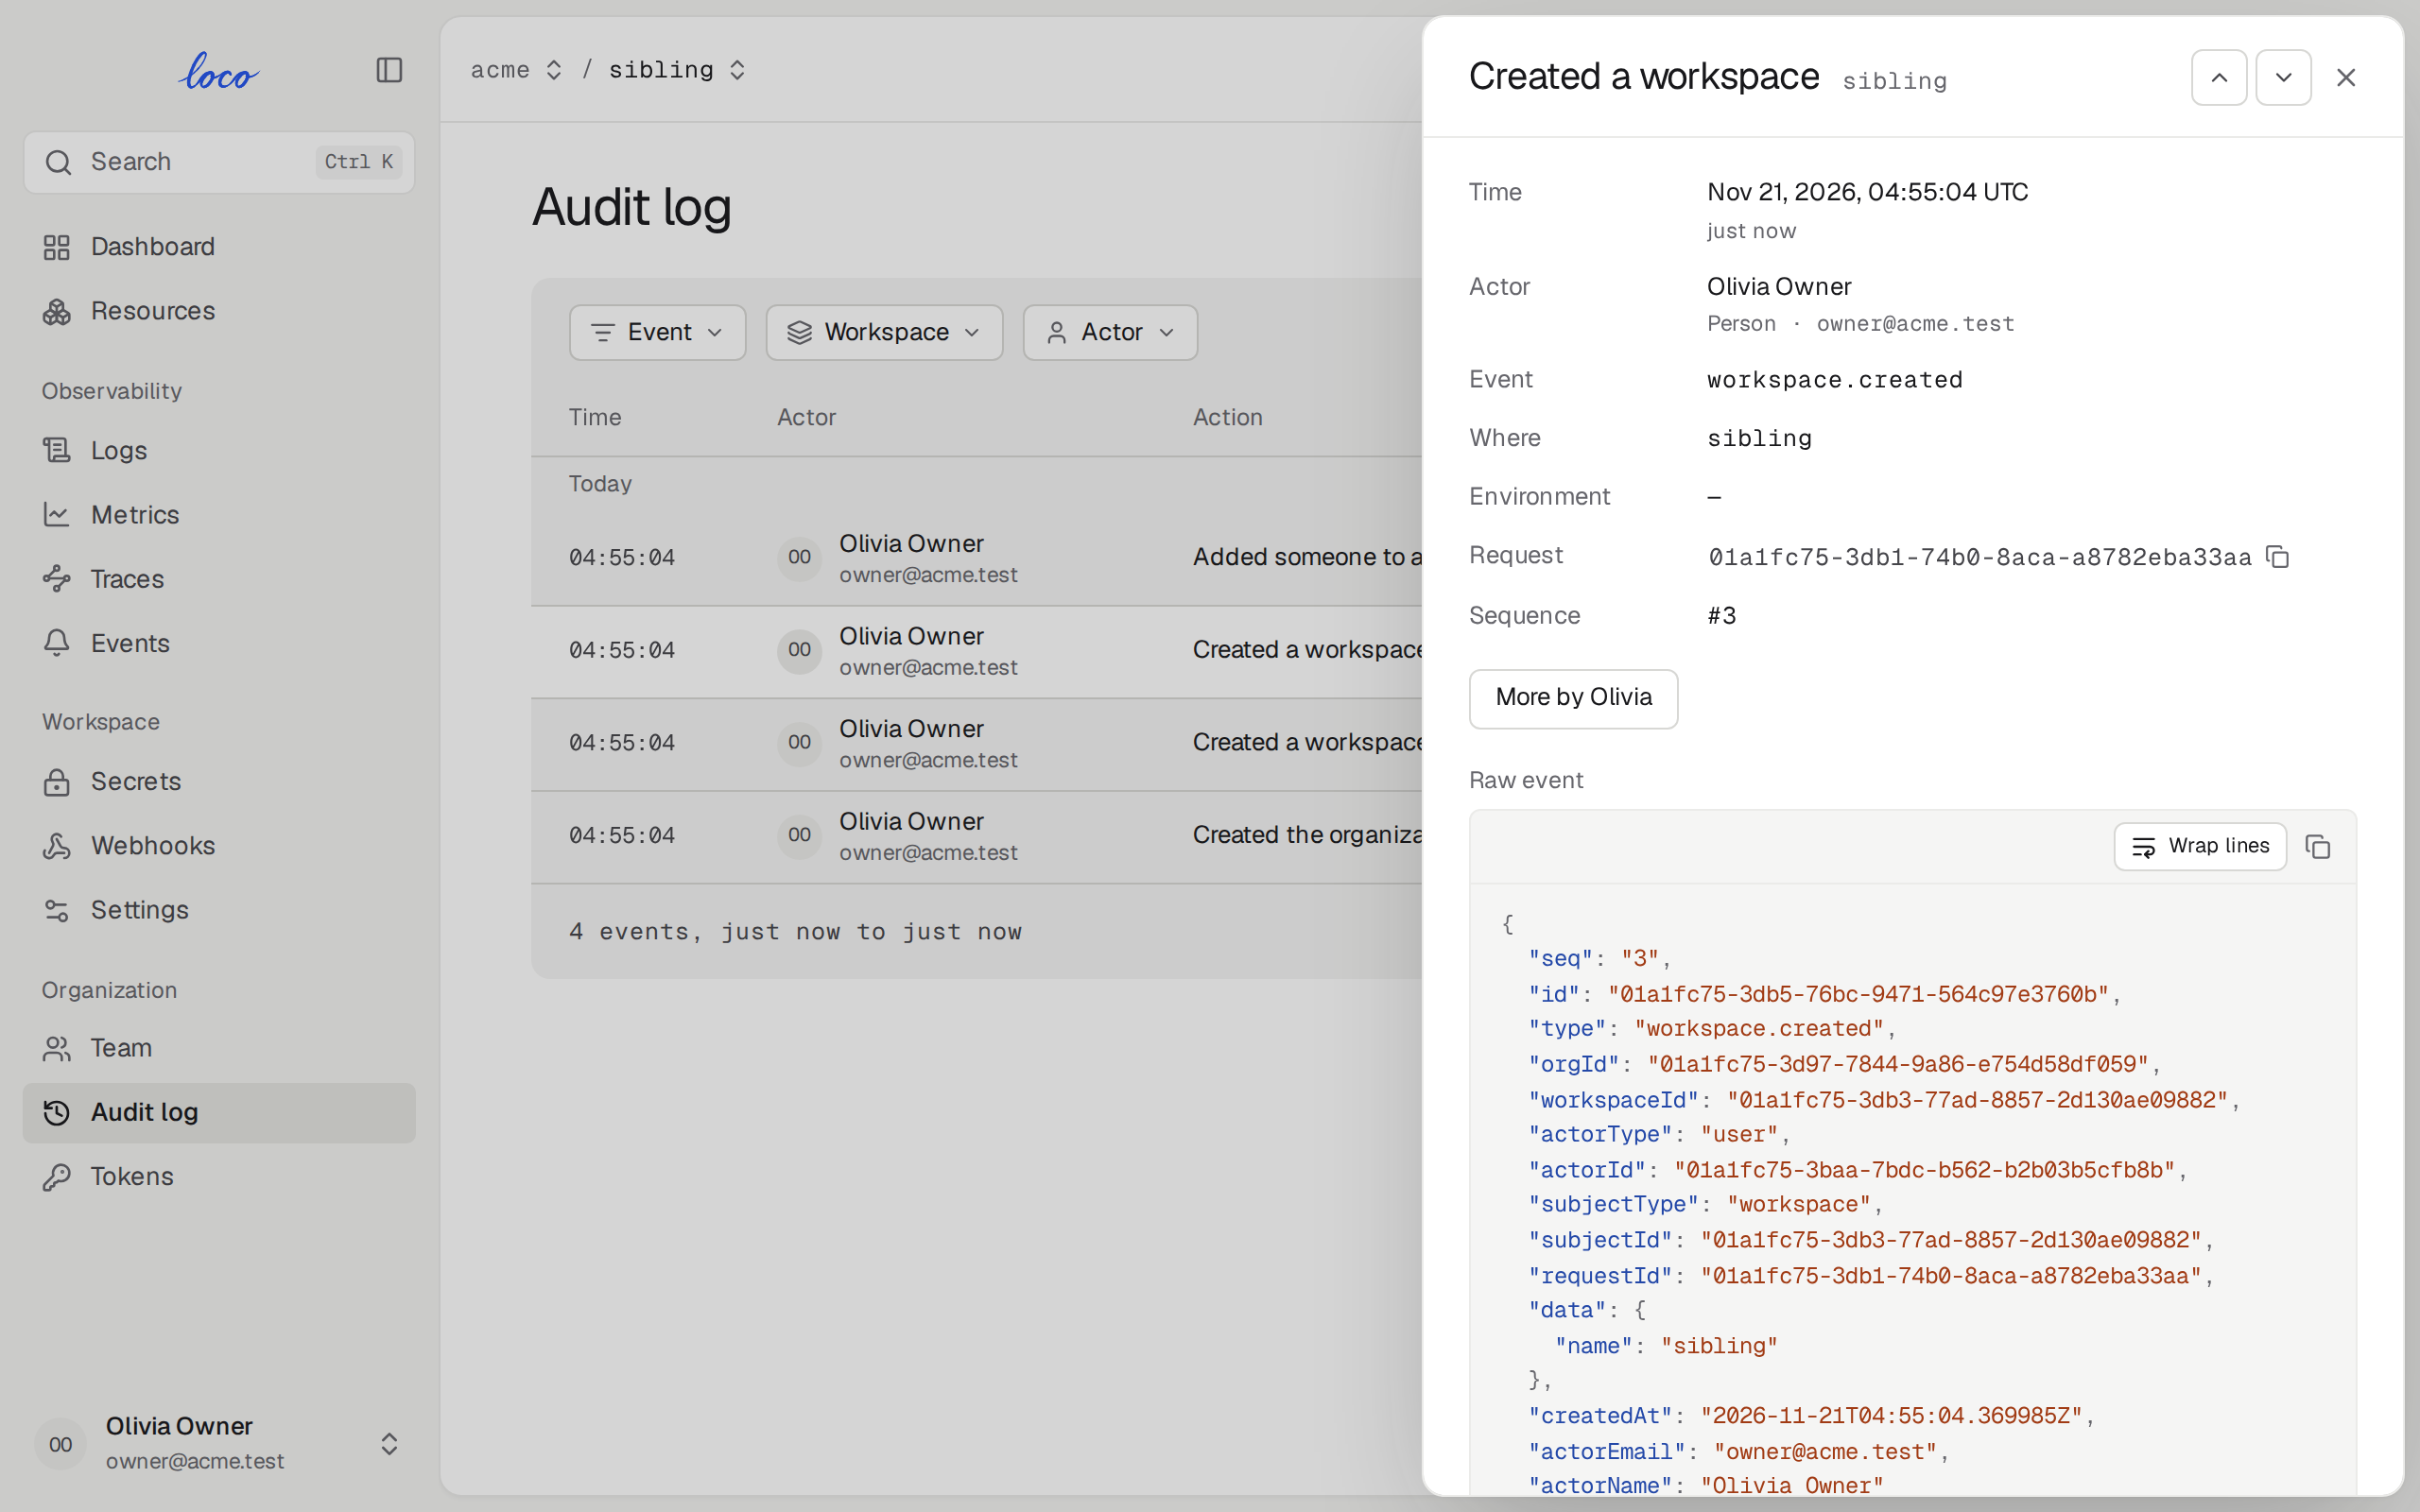 loco
Search Ctrl K
Dashboard
Resources
Observability
Logs
Metrics
Traces
Events
Workspace
Secrets
Webhooks
Settings
Organization
Team
Audit log
Tokens
OO Olivia Owner
owner@acme.test
acme / sibling
Audit log
Event Workspace Actor
Time Actor Action
Today
04:55:04 OO Olivia Owner Added someone to a
owner@acme.test
04:55:04 OO Olivia Owner Created a workspace
owner@acme.test
04:55:04 OO Olivia Owner Created a workspace
owner@acme.test
04:55:04 OO Olivia Owner Created the organiza
owner@acme.test
4 events, just now to just now
Created a workspace sibling
Time Nov 21, 2026, 04:55:04 UTC
just now
Actor Olivia Owner
Person · owner@acme.test
Event workspace.created
Where sibling
Environment –
Request 01a1fc75-3db1-74b0-8aca-a8782eba33aa
Sequence #3
More by Olivia
Raw event
Wrap lines
{
"seq": "3",
"id": "01a1fc75-3db5-76bc-9471-564c97e3760b",
"type": "workspace.created",
"orgId": "01a1fc75-3d97-7844-9a86-e754d58df059",
"workspaceId": "01a1fc75-3db3-77ad-8857-2d130ae09882",
"actorType": "user",
"actorId": "01a1fc75-3baa-7bdc-b562-b2b03b5cfb8b",
"subjectType": "workspace",
"subjectId": "01a1fc75-3db3-77ad-8857-2d130ae09882",
"requestId": "01a1fc75-3db1-74b0-8aca-a8782eba33aa",
"data": {
"name": "sibling"
},
"createdAt": "2026-11-21T04:55:04.369985Z",
"actorEmail": "owner@acme.test",
"actorName": "Olivia Owner"